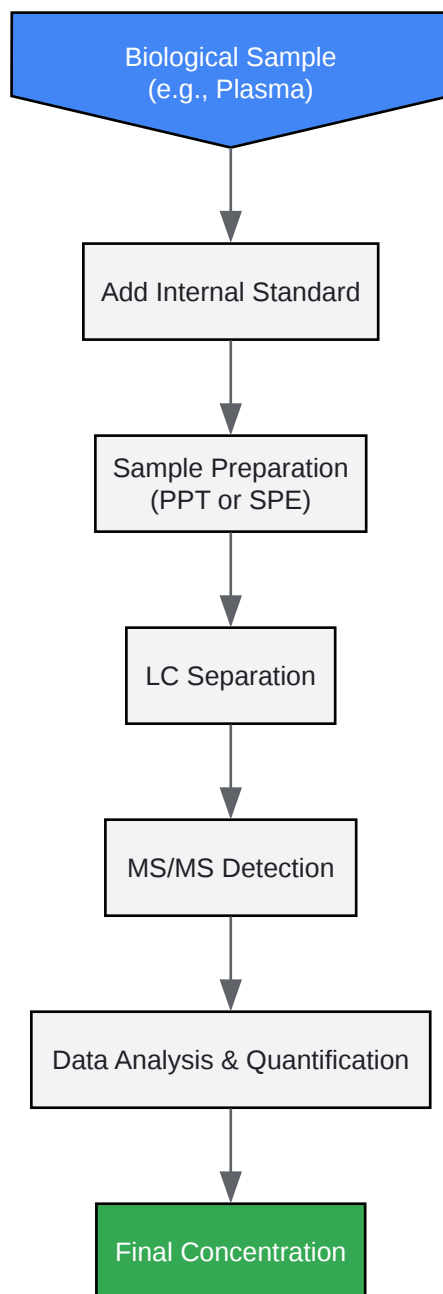 Biological Sample
(e.g., Plasma)
Add Internal Standard
Sample Preparation
(PPT or SPE)
LC Separation
MS/MS Detection
Data Analysis & Quantification
Final Concentration